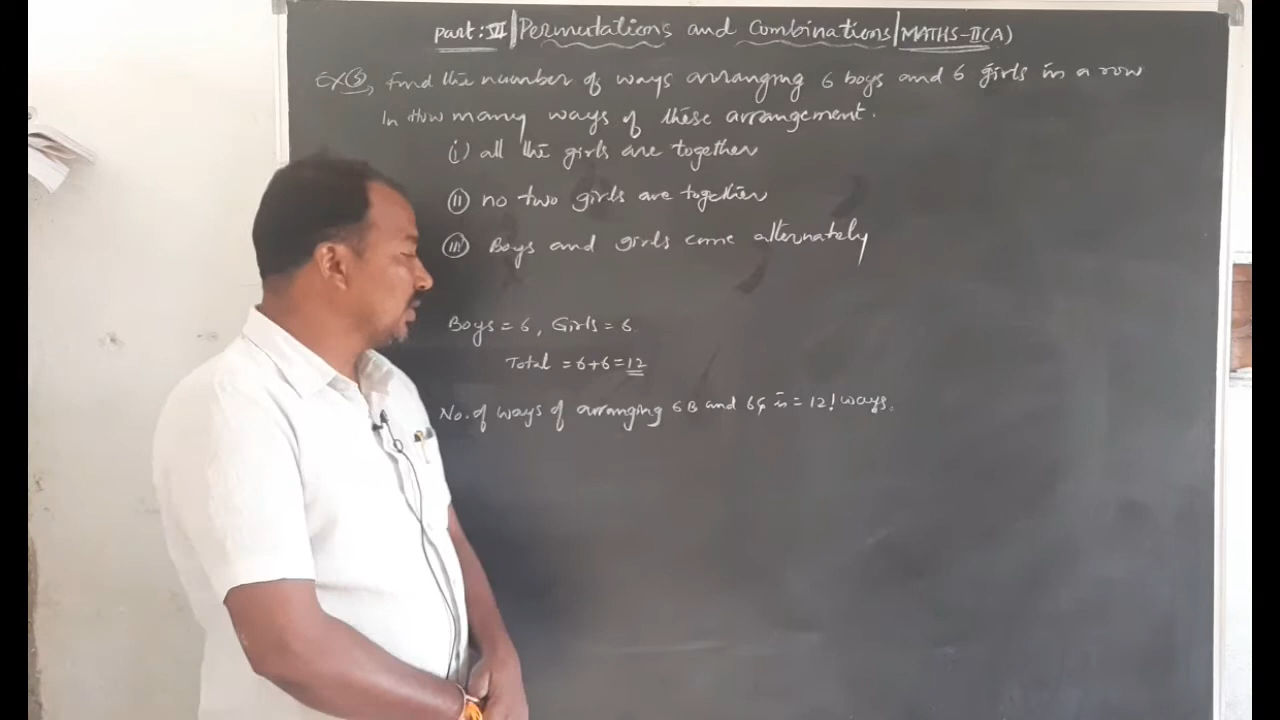 Part:VI | Permutations and Combinations | MATHS-II(A)
EX(3), Find the number of ways arranging 6 boys and 6 girls in a row
In How many ways of these arrangement.
(i) all the girls are together
(ii) no two girls are together
(iii) Boys and girls come alternately
Boys = 6, Girls = 6.
Total = 6+6=12
No. of ways of arranging 6B and 6G is = 12! ways.